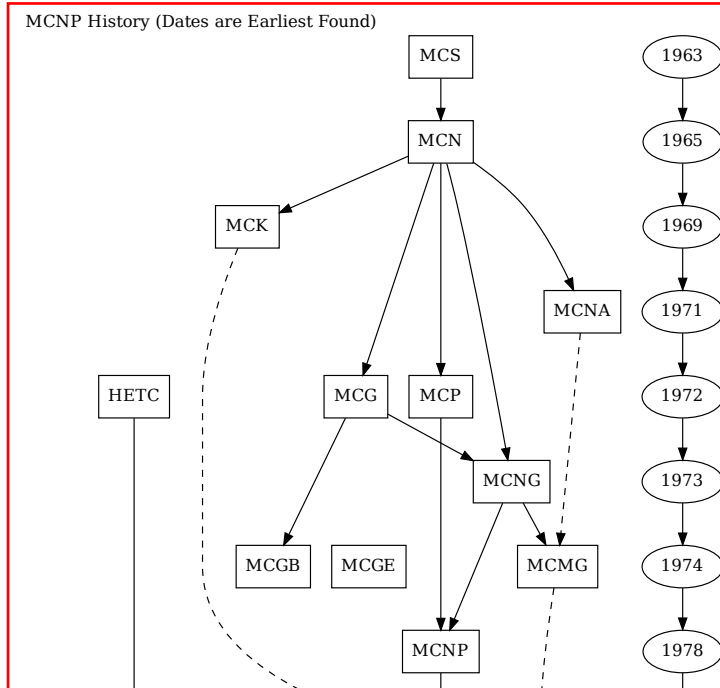 MCNP History (Dates are Earliest Found)
MCS
1963
MCN
1965
MCK
1969
MCNA
1971
HETC
MCG
MCP
1972
MCNG
1973
MCGB
MCGE
MCMG
1974
MCNP
1978